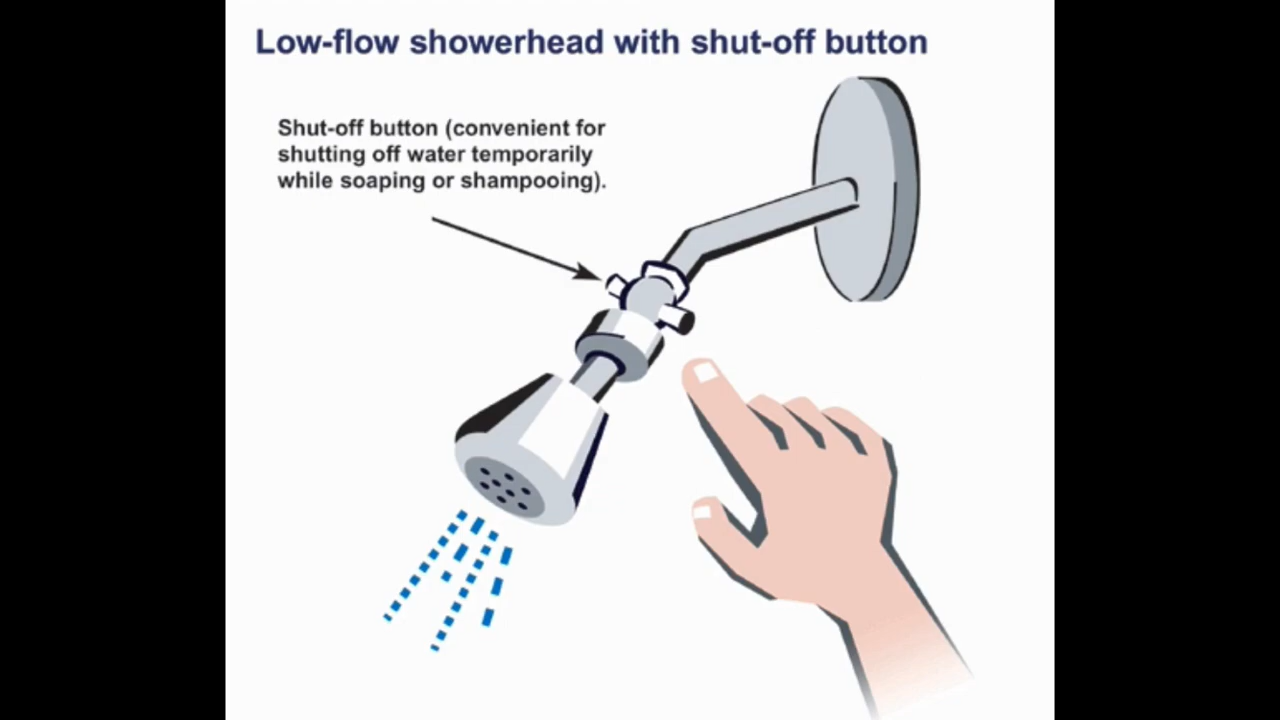 Low-flow showerhead with shut-off button
Shut-off button (convenient for
shutting off water temporarily
while soaping or shampooing).